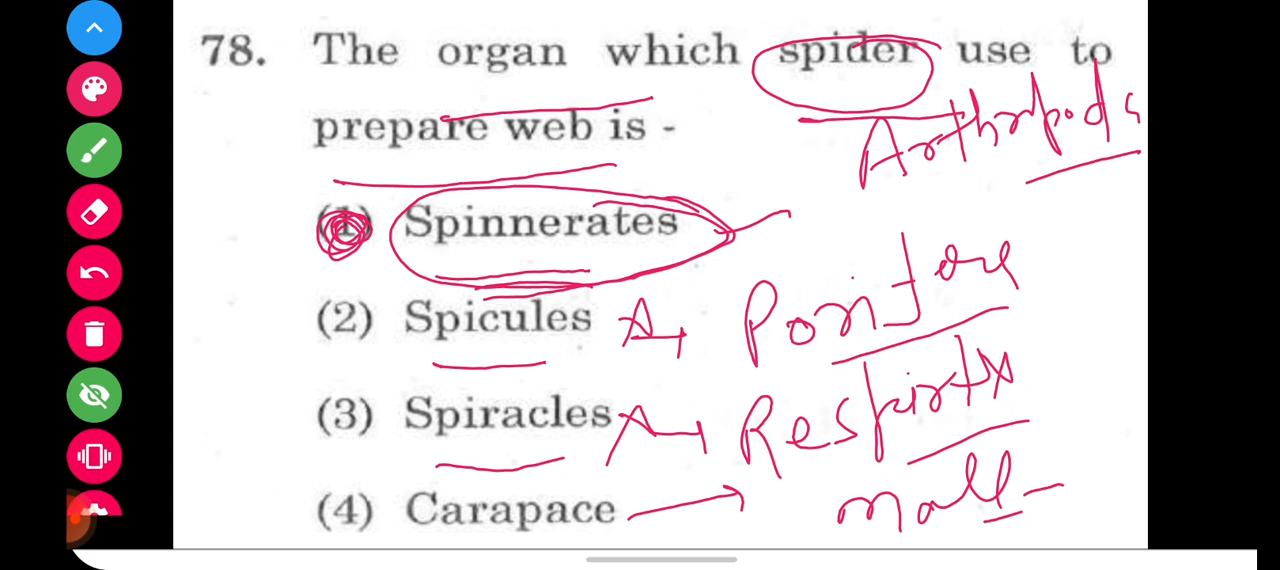 78. The organ which spider use to
prepare web is -
Arthropods
(1) Spinnerates
(2) Spicules
(3) Spiracles
(4) Carapace